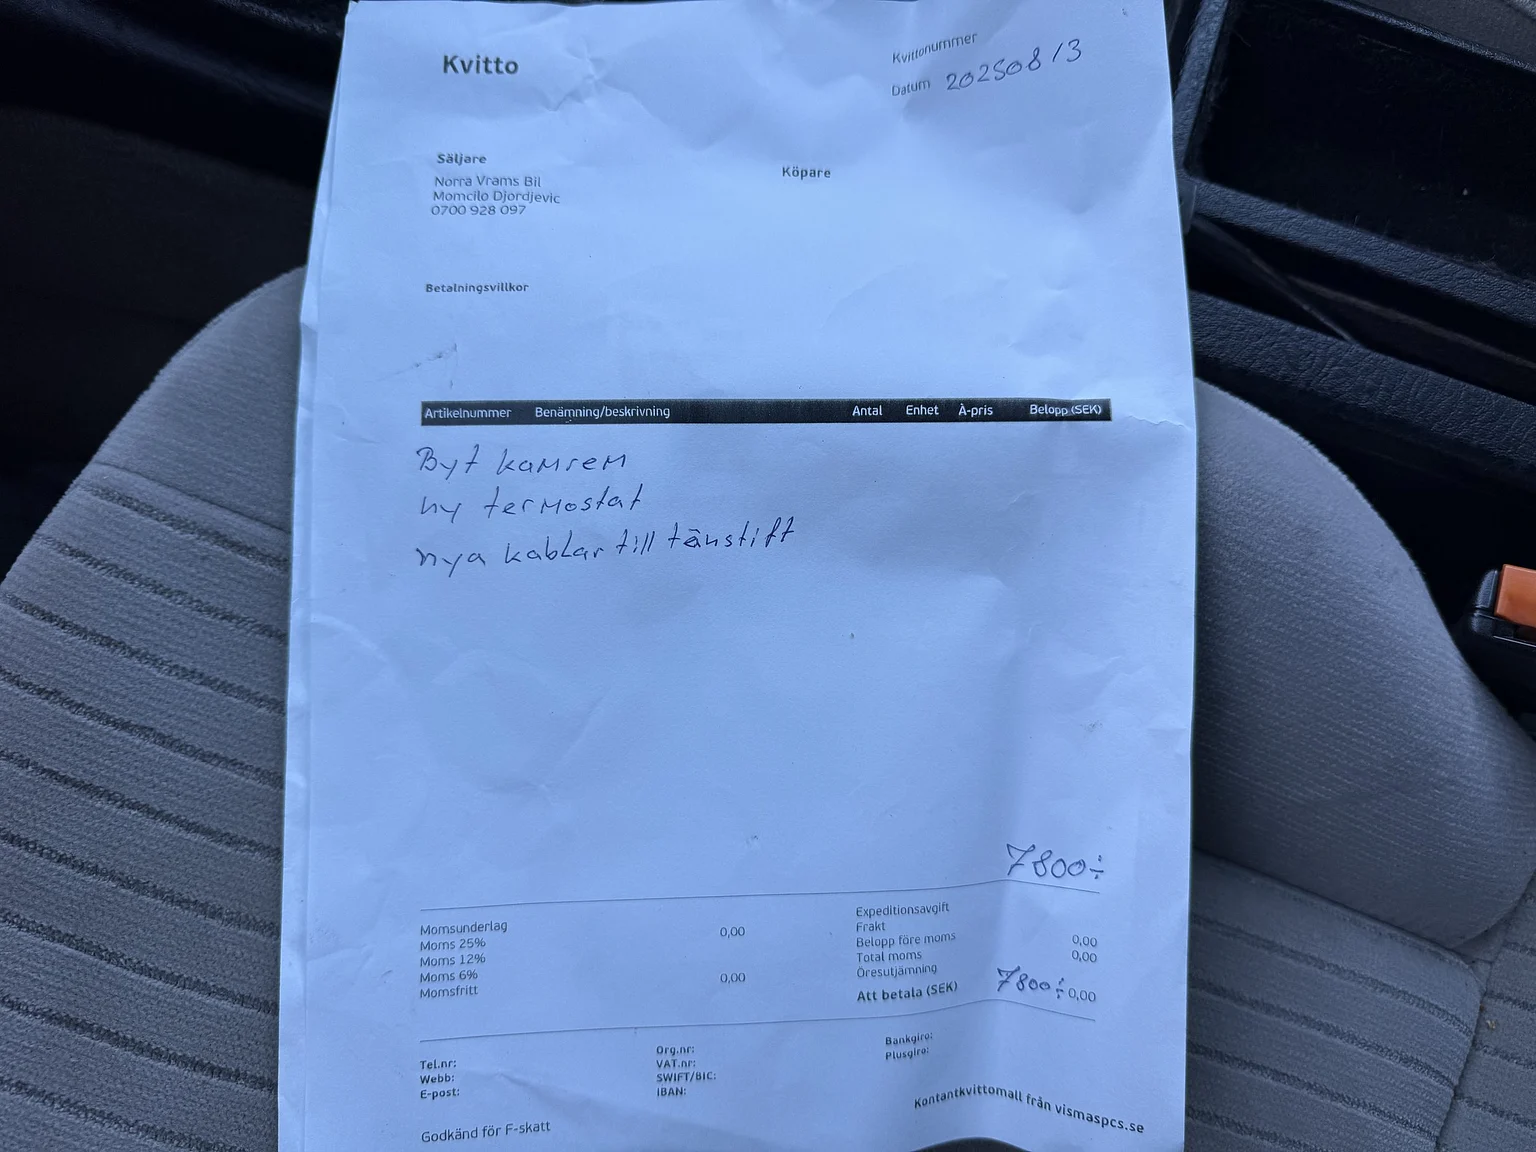 Kvitto
Kvittonummer
Datum 20250813
Säljare
Norra Vrams Bil
Momcilo Djordjevic
0700 928 097
Köpare
Betalningsvillkor
Artikelnummer Benämning/beskrivning Antal Enhet À-pris Belopp (SEK)
Byt kamrem
ny termostat
nya kablar till tänstift
7800:-
Momsunderlag 0,00
Moms 25%
Moms 12%
Moms 6% 0,00
Momsfritt
Expeditionsavgift
Frakt
Belopp före moms 0,00
Total moms 0,00
Öresutjämning
Att betala (SEK) 7800:- 0,00
Tel.nr:
Webb:
E-post:
Org.nr:
VAT.nr:
SWIFT/BIC:
IBAN:
Bankgiro:
Plusgiro:
Godkänd för F-skatt
Kontantkvittomall från vismaspcs.se